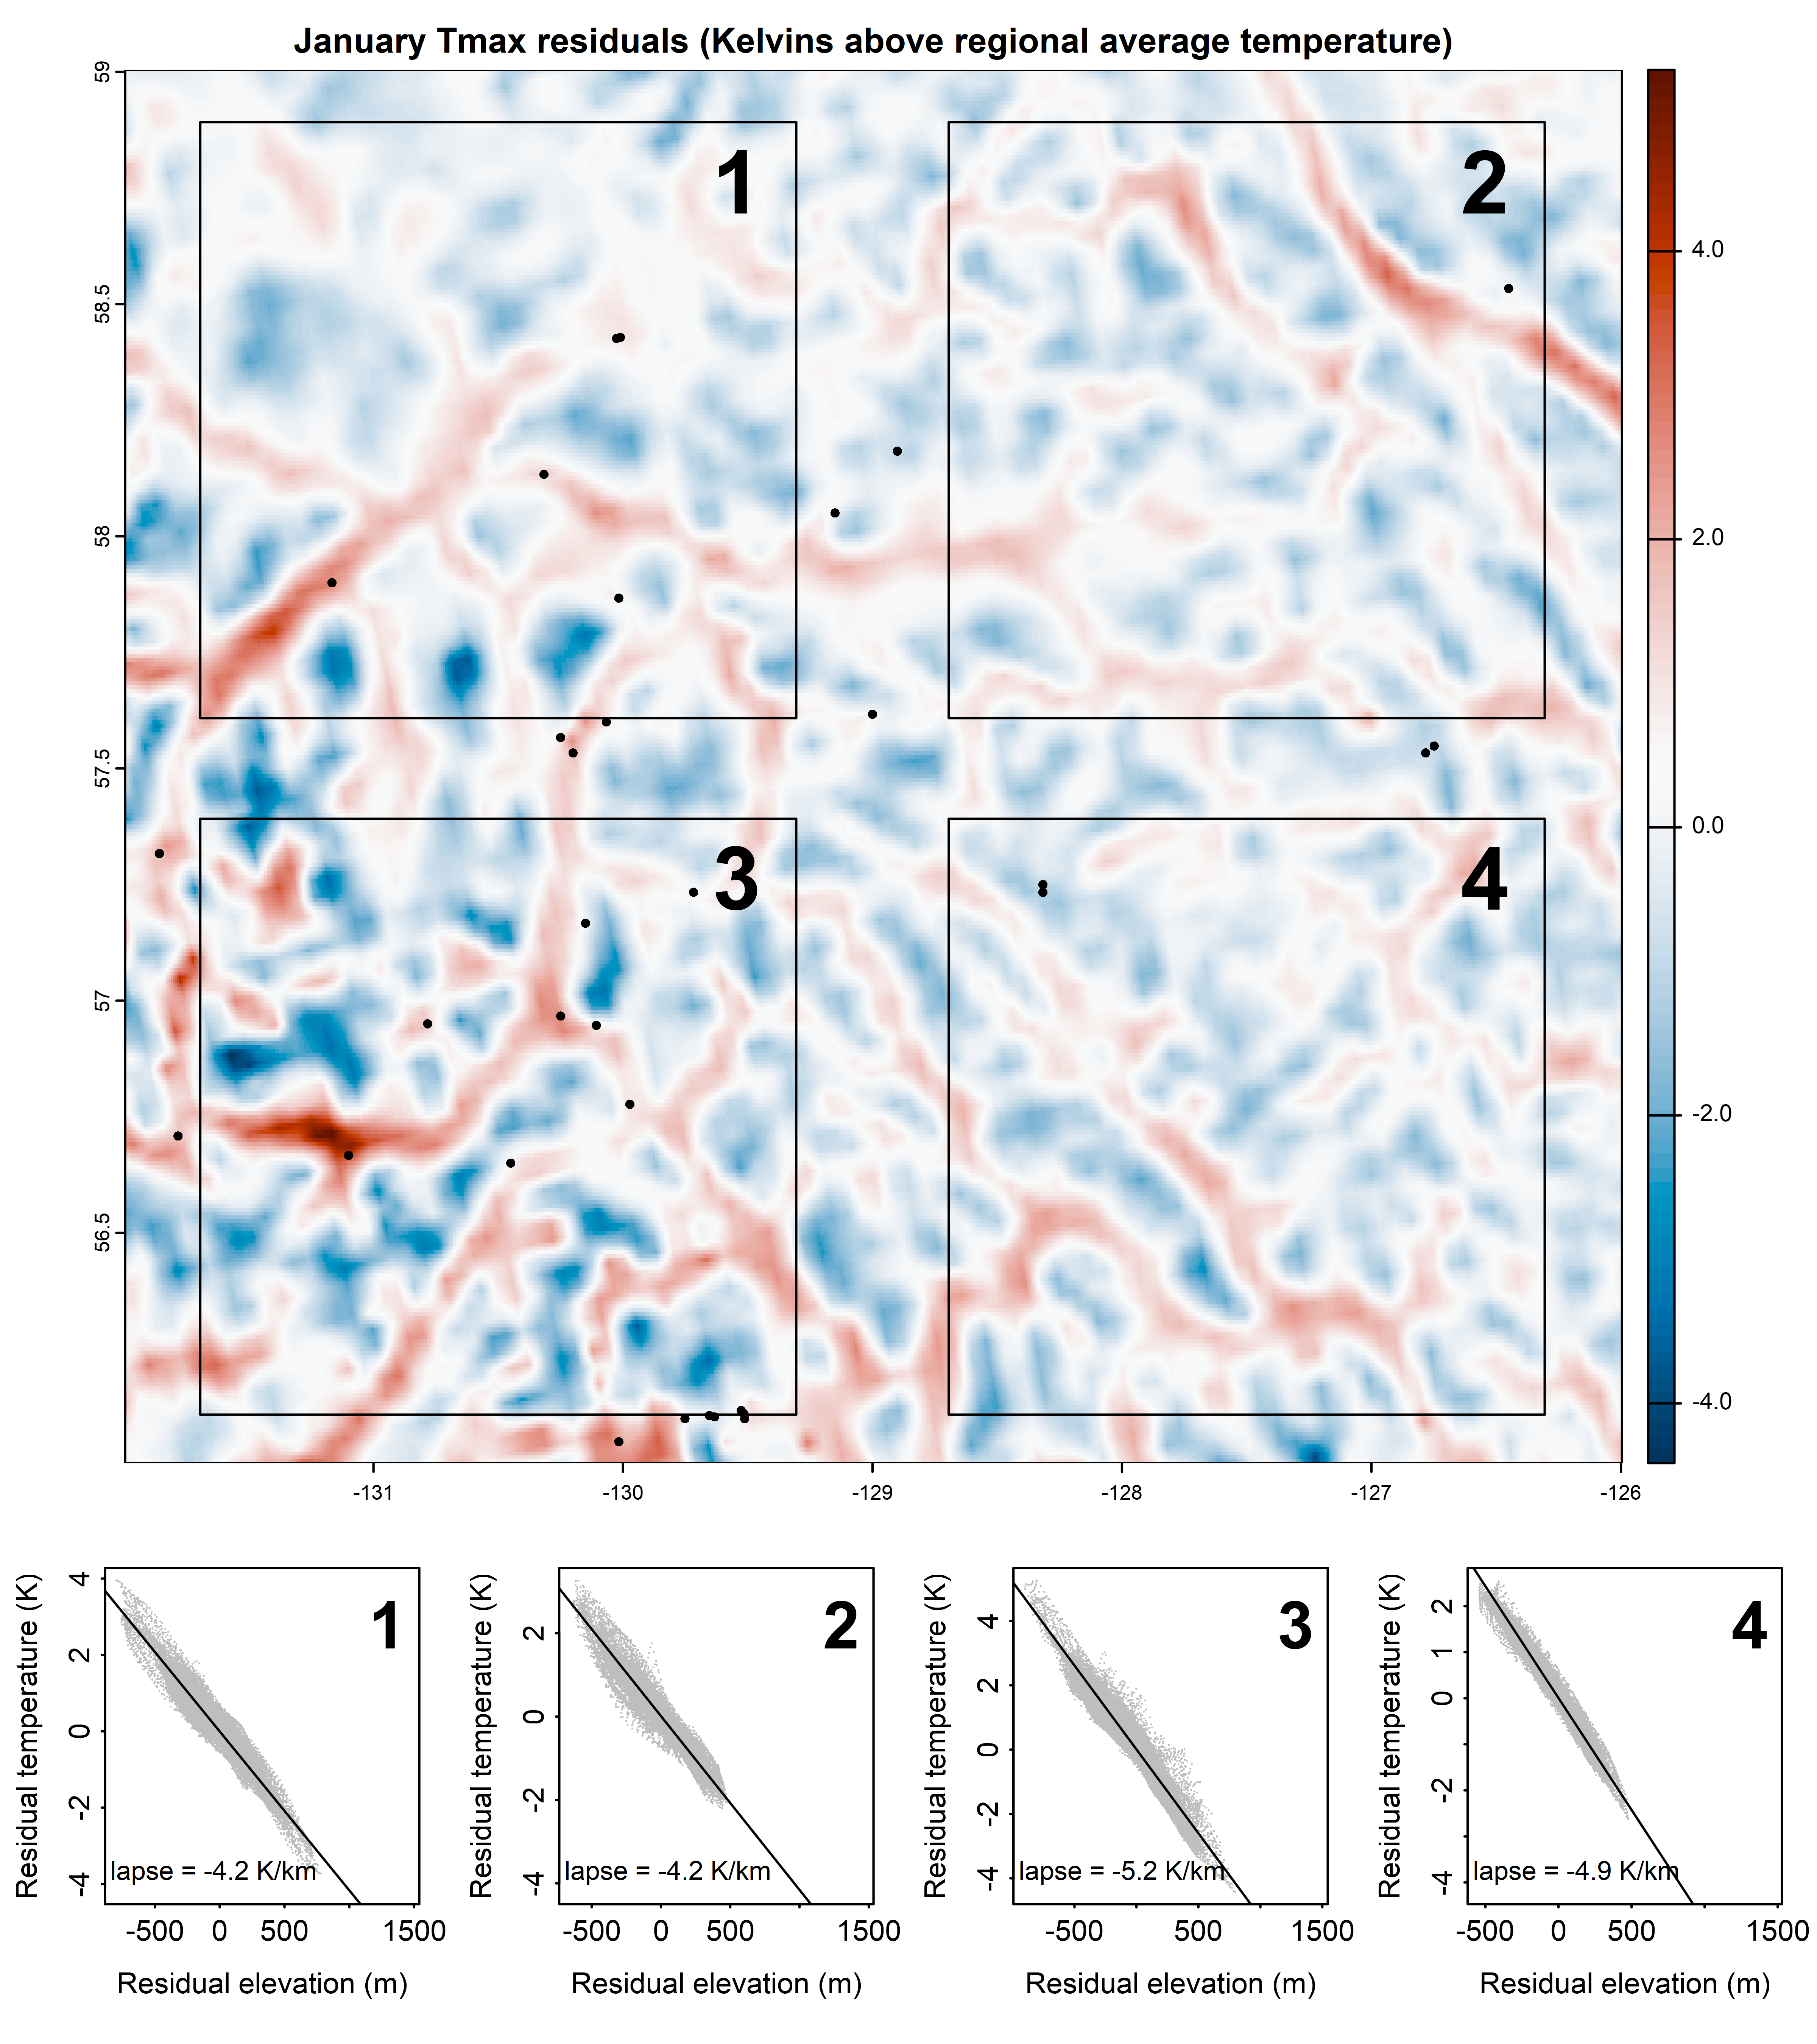 January Tmax residuals (Kelvins above regional average temperature)
59
58.5
58
57.5
57
56.5
1
2
3
4
4.0
2.0
0.0
-2.0
-4.0
-131
-130
-129
-128
-127
-126
Residual temperature (K)
4
2
0
-2
-4
1
lapse = -4.2 K/km
-500 0 500 1500
Residual elevation (m)
Residual temperature (K)
2
0
-2
-4
2
lapse = -4.2 K/km
-500 0 500 1500
Residual elevation (m)
Residual temperature (K)
4
2
0
-2
-4
3
lapse = -5.2 K/km
-500 500 1500
Residual elevation (m)
Residual temperature (K)
2
1
0
-2
-4
4
lapse = -4.9 K/km
-500 0 500 1500
Residual elevation (m)